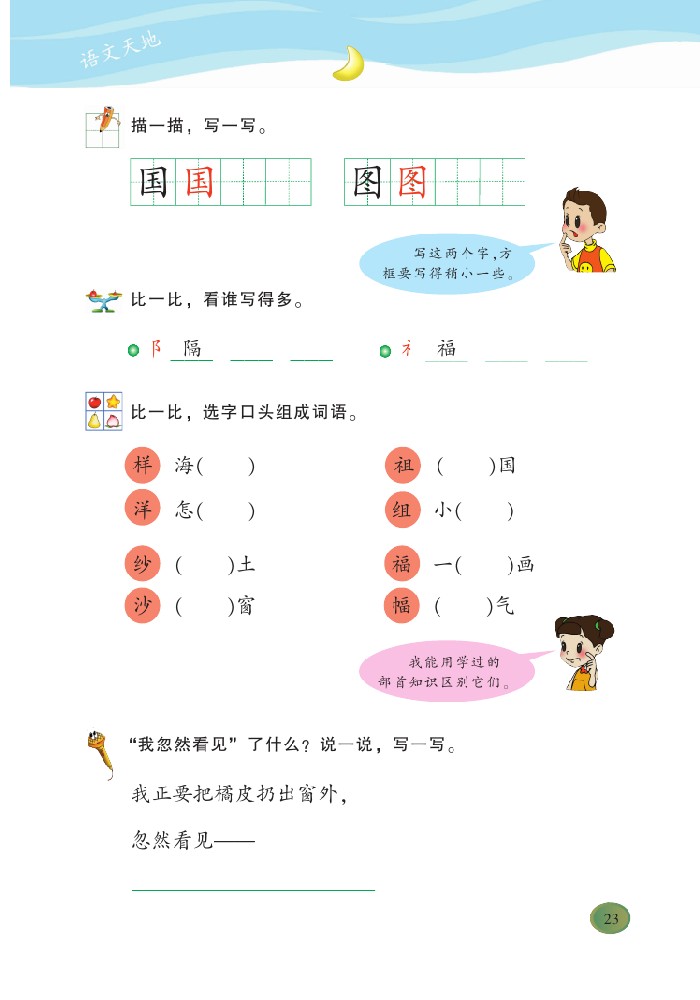 语文天地
描一描，写一写。
国 国 图 图
写这两个字，方
框要写得稍小一些。
比一比，看谁写得多。
阝 隔 礻 福
比一比，选字口头组成词语。
样 海( ) 祖 ( )国
洋 怎( ) 组 小( )
纱 ( )土 福 一( )画
沙 ( )窗 幅 ( )气
我能用学过的
部首知识区别它们。
“我忽然看见”了什么？说一说，写一写。
我正要把橘皮扔出窗外，
忽然看见——
23